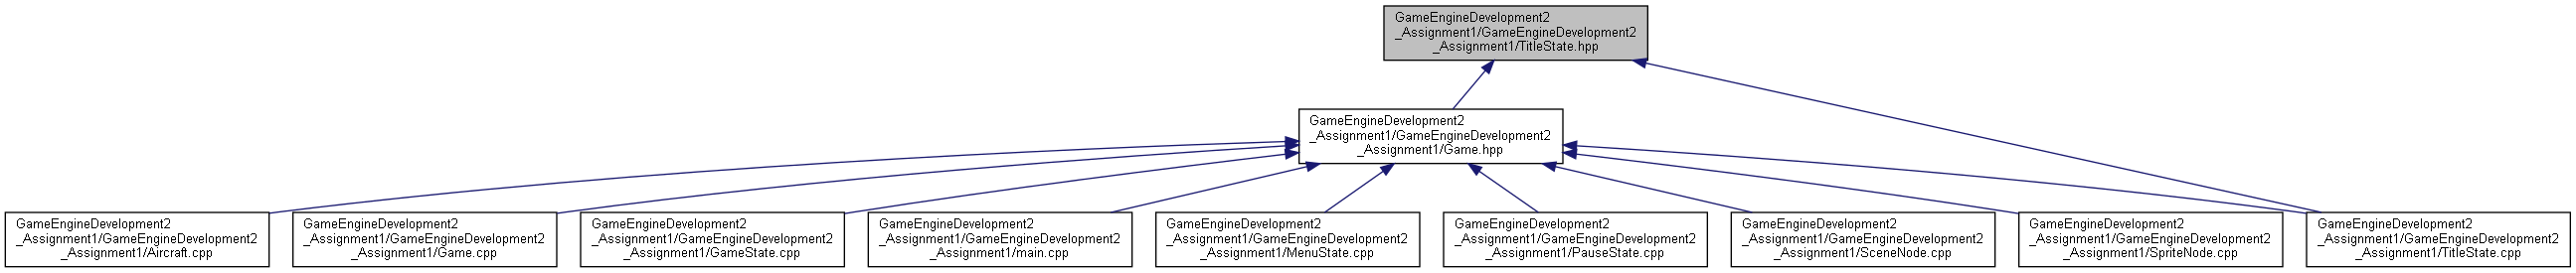 GameEngineDevelopment2
_Assignment1/GameEngineDevelopment2
_Assignment1/TitleState.hpp
GameEngineDevelopment2
_Assignment1/GameEngineDevelopment2
_Assignment1/Game.hpp
GameEngineDevelopment2
_Assignment1/GameEngineDevelopment2
_Assignment1/Aircraft.cpp
GameEngineDevelopment2
_Assignment1/GameEngineDevelopment2
_Assignment1/Game.cpp
GameEngineDevelopment2
_Assignment1/GameEngineDevelopment2
_Assignment1/GameState.cpp
GameEngineDevelopment2
_Assignment1/GameEngineDevelopment2
_Assignment1/main.cpp
GameEngineDevelopment2
_Assignment1/GameEngineDevelopment2
_Assignment1/MenuState.cpp
GameEngineDevelopment2
_Assignment1/GameEngineDevelopment2
_Assignment1/PauseState.cpp
GameEngineDevelopment2
_Assignment1/GameEngineDevelopment2
_Assignment1/SceneNode.cpp
GameEngineDevelopment2
_Assignment1/GameEngineDevelopment2
_Assignment1/SpriteNode.cpp
GameEngineDevelopment2
_Assignment1/GameEngineDevelopment2
_Assignment1/TitleState.cpp